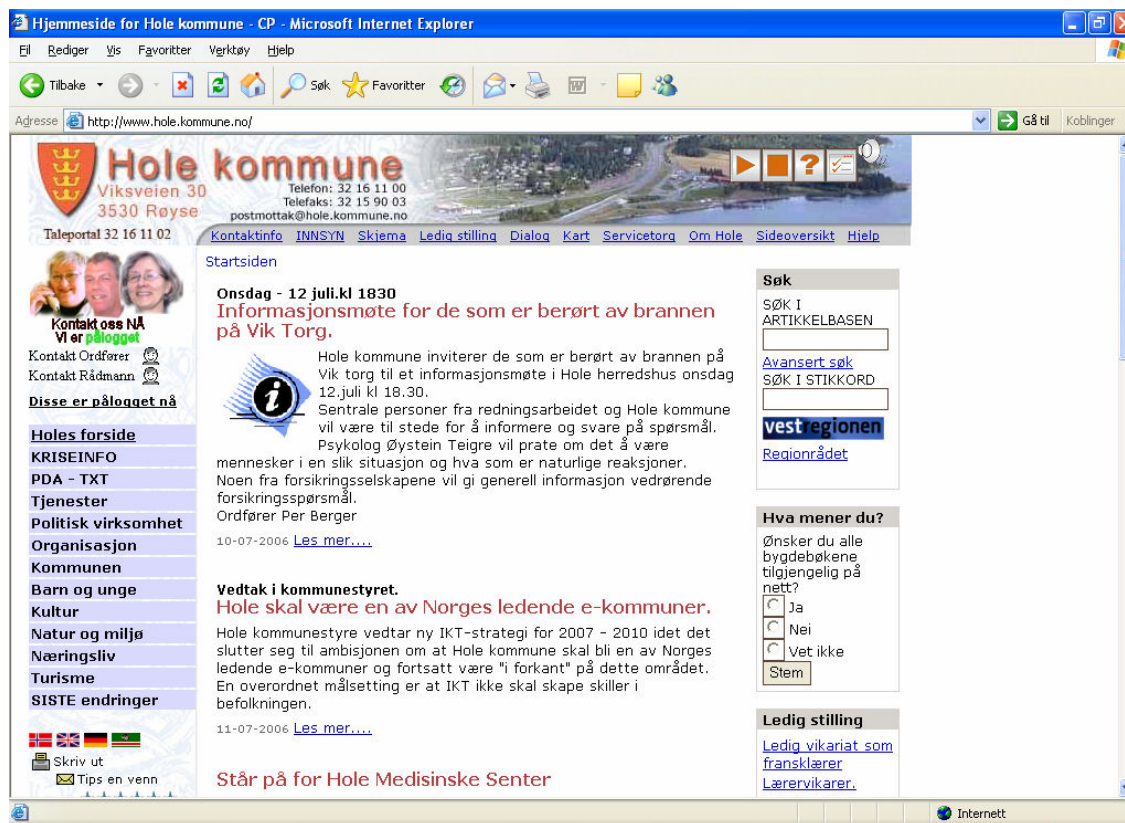 Hjemmeside for Hole kommune - CP - Microsoft Internet Explorer
Fil Rediger Vis Favoritter Verktøy Hjelp
Tilbake Søk Favoritter
Adresse http://www.hole.kommune.no/ Gå til Koblinger
Hole kommune
Viksveien 30
3530 Røyse
Telefon: 32 16 11 00
Telefaks: 32 15 90 03
postmottak@hole.kommune.no
Taleportal 32 16 11 02
Kontaktinfo INNSYN Skjema Ledig stilling Dialog Kart Servicetorg Om Hole Sideoversikt Hjelp
Kontakt oss NÅ
Vi er pålogget
Kontakt Ordfører
Kontakt Rådmann
Disse er pålogget nå
Holes forside
KRISEINFO
PDA - TXT
Tjenester
Politisk virksomhet
Organisasjon
Kommunen
Barn og unge
Kultur
Natur og miljø
Næringsliv
Turisme
SISTE endringer
Skriv ut
Tips en venn
Startsiden
Onsdag - 12 juli.kl 1830
Informasjonsmøte for de som er berørt av brannen
på Vik Torg.
Hole kommune inviterer de som er berørt av brannen på
Vik torg til et informasjonsmøte i Hole herredshus onsdag
12.juli kl 18.30.
Sentrale personer fra redningsarbeidet og Hole kommune
vil være til stede for å informere og svare på spørsmål.
Psykolog Øystein Teigre vil prate om det å være
mennesker i en slik situasjon og hva som er naturlige reaksjoner.
Noen fra forsikringsselskapene vil gi generell informasjon vedrørende
forsikringsspørsmål.
Ordfører Per Berger
10-07-2006 Les mer....
Vedtak i kommunestyret.
Hole skal være en av Norges ledende e-kommuner.
Hole kommunestyre vedtar ny IKT-strategi for 2007 - 2010 idet det
slutter seg til ambisjonen om at Hole kommune skal bli en av Norges
ledende e-kommuner og fortsatt være "i forkant" på dette området.
En overordnet målsetting er at IKT ikke skal skape skiller i
befolkningen.
11-07-2006 Les mer....
Står på for Hole Medisinske Senter
Søk
SØK I
ARTIKKELBASEN
Avansert søk
SØK I STIKKORD
vestregionen
Regionrådet
Hva mener du?
Ønsker du alle
bygdebøkene
tilgjengelig på
nett?
Ja
Nei
Vet ikke
Stem
Ledig stilling
Ledig vikariat som
fransklærer
Lærervikarer.
Internett